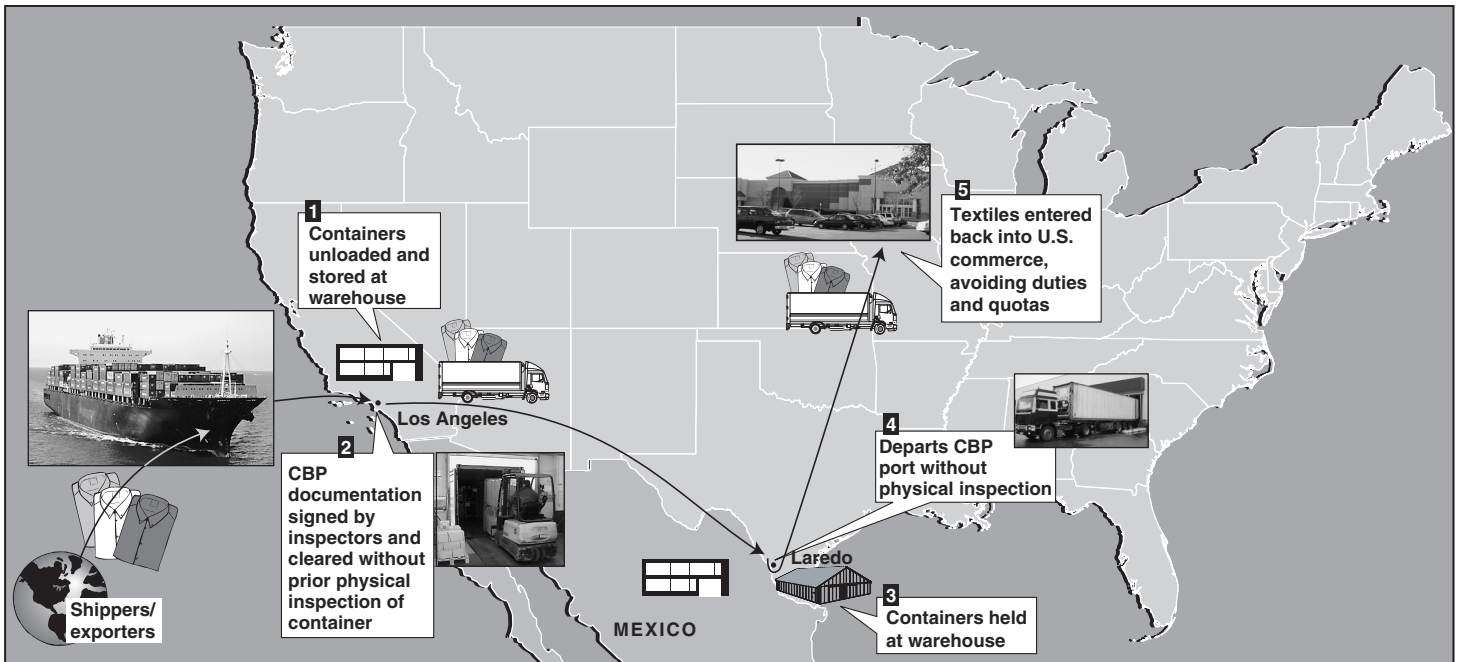 1
Containers
unloaded and
stored at
warehouse
Los Angeles
2
CBP
documentation
signed by
inspectors and
cleared without
prior physical
inspection of
container
Shippers/
exporters
MEXICO
Laredo
3
Containers held
at warehouse
4
Departs CBP
port without
physical inspection
5
Textiles entered
back into U.S.
commerce,
avoiding duties
and quotas